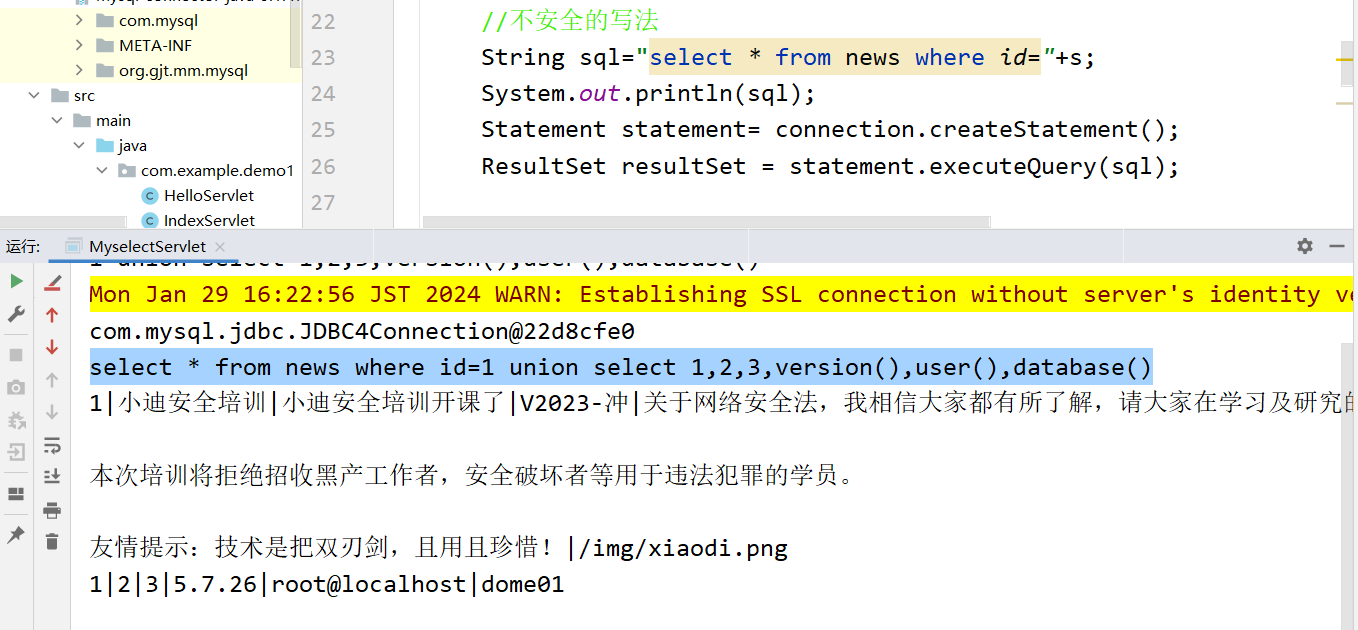 com.mysql
META-INF
org.gjt.mm.mysql
src
main
java
com.example.demo1
HelloServlet
IndexServlet
22 //不安全的写法
23 String sql="select * from news where id="+s;
24 System.out.println(sql);
25 Statement statement= connection.createStatement();
26 ResultSet resultSet = statement.executeQuery(sql);
27
运行: MyselectServlet
1 union select 1,2,3,version(),user(),database()
Mon Jan 29 16:22:56 JST 2024 WARN: Establishing SSL connection without server's identity ve
com.mysql.jdbc.JDBC4Connection@22d8cfe0
select * from news where id=1 union select 1,2,3,version(),user(),database()
1|小迪安全培训|小迪安全培训开课了|V2023-冲|关于网络安全法，我相信大家都有所了解，请大家在学习及研究的
本次培训将拒绝招收黑产工作者，安全破坏者等用于违法犯罪的学员。
友情提示：技术是把双刃剑，且用且珍惜！|/img/xiaodi.png
1|2|3|5.7.26|root@localhost|dome01